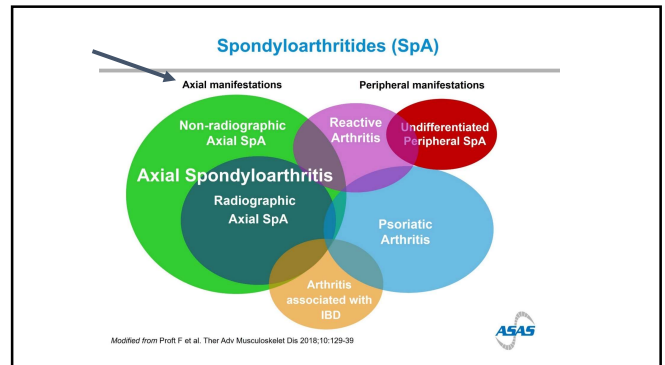 Spondyloarthritides (SpA)
Axial manifestations
Peripheral manifestations
Non-radiographic
Axial SpA
Reactive
Arthritis
Undifferentiated
Peripheral SpA
Axial Spondyloarthritis
Radiographic
Axial SpA
Psoriatic
Arthritis
Arthritis
associated with
IBD
Modified from Proft F et al. Ther Adv Musculoskelet Dis 2018;10:129-39
ASAS